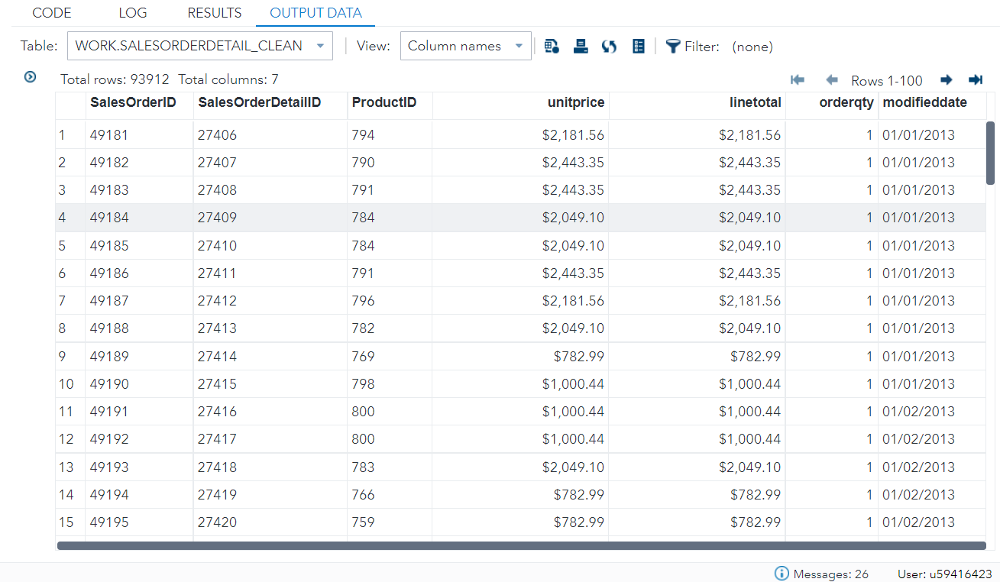 CODE LOG RESULTS OUTPUT DATA
Table: WORK.SALESORDERDETAIL_CLEAN View: Column names Filter: (none)
Total rows: 93912 Total columns: 7 Rows 1-100
SalesOrderID SalesOrderDetailID ProductID unitprice linetotal orderqty modifieddate
1 49181 27406 794 $2,181.56 $2,181.56 1 01/01/2013
2 49182 27407 790 $2,443.35 $2,443.35 1 01/01/2013
3 49183 27408 791 $2,443.35 $2,443.35 1 01/01/2013
4 49184 27409 784 $2,049.10 $2,049.10 1 01/01/2013
5 49185 27410 784 $2,049.10 $2,049.10 1 01/01/2013
6 49186 27411 791 $2,443.35 $2,443.35 1 01/01/2013
7 49187 27412 796 $2,181.56 $2,181.56 1 01/01/2013
8 49188 27413 782 $2,049.10 $2,049.10 1 01/01/2013
9 49189 27414 769 $782.99 $782.99 1 01/01/2013
10 49190 27415 798 $1,000.44 $1,000.44 1 01/01/2013
11 49191 27416 800 $1,000.44 $1,000.44 1 01/02/2013
12 49192 27417 800 $1,000.44 $1,000.44 1 01/02/2013
13 49193 27418 783 $2,049.10 $2,049.10 1 01/02/2013
14 49194 27419 766 $782.99 $782.99 1 01/02/2013
15 49195 27420 759 $782.99 $782.99 1 01/02/2013
Messages: 26 User: u59416423